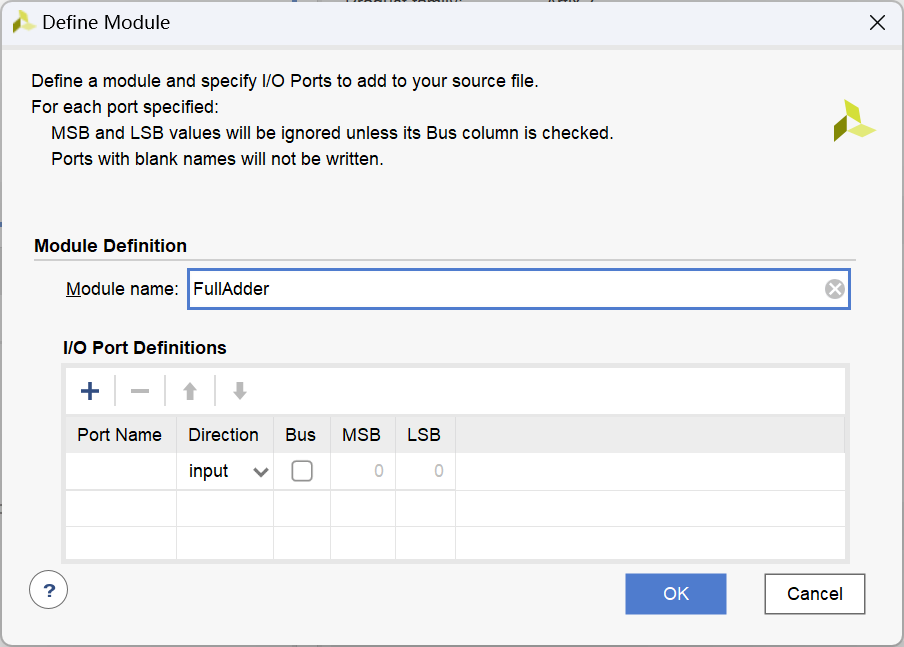 Define Module
Define a module and specify I/O Ports to add to your source file.
For each port specified:
MSB and LSB values will be ignored unless its Bus column is checked.
Ports with blank names will not be written.
Module Definition
Module name: FullAdder
I/O Port Definitions
Port Name Direction Bus MSB LSB
input 0 0
? OK Cancel